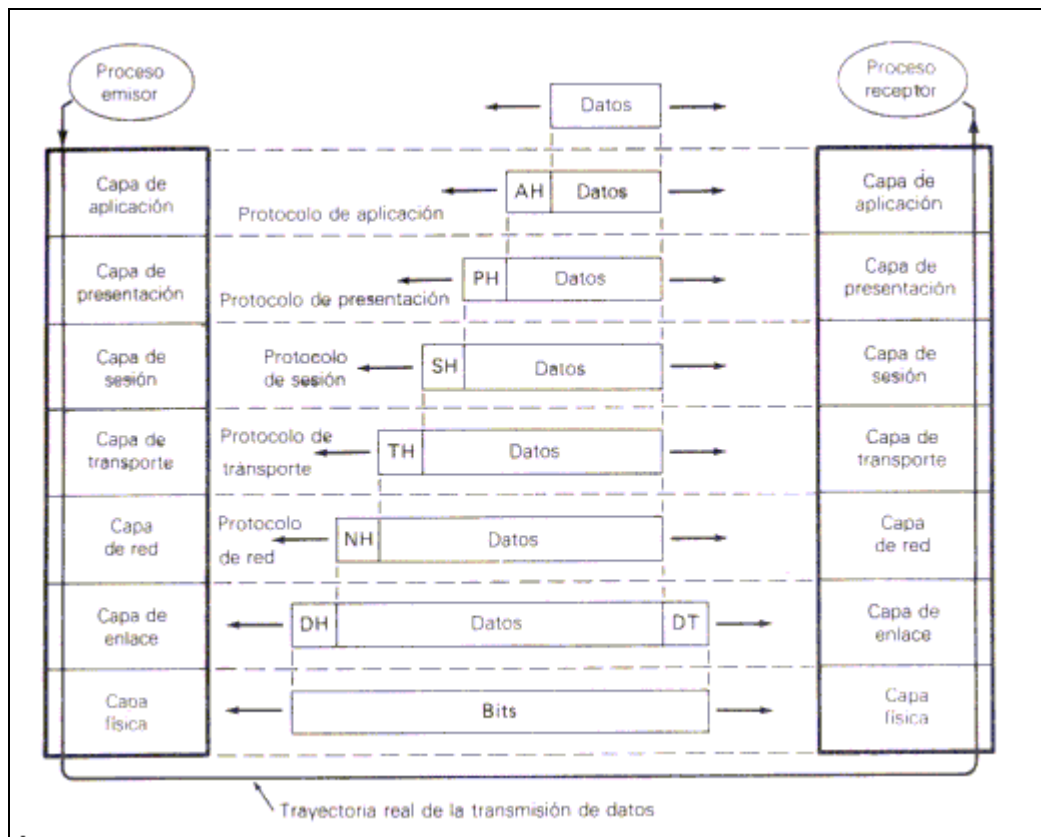 Proceso
emisor
Proceso
receptor
Datos
Capa de
aplicación
Protocolo de aplicación
AH
Datos
Capa de
aplicación
Capa de
presentación
Protocolo de presentación
PH
Datos
Capa de
presentación
Capa de
sesión
Protocolo
de sesión
SH
Datos
Capa de
sesión
Capa de
transporte
Protocolo de
trànsporte
TH
Datos
Capa de
transporte
Capa
de red
Protocolo
de red
NH
Datos
Capa
de red
Capa de
enlace
DH
Datos
DT
Capa de
enlace
Capa
física
Bits
Capa
física
Trayectoria real de la transmisión de datos